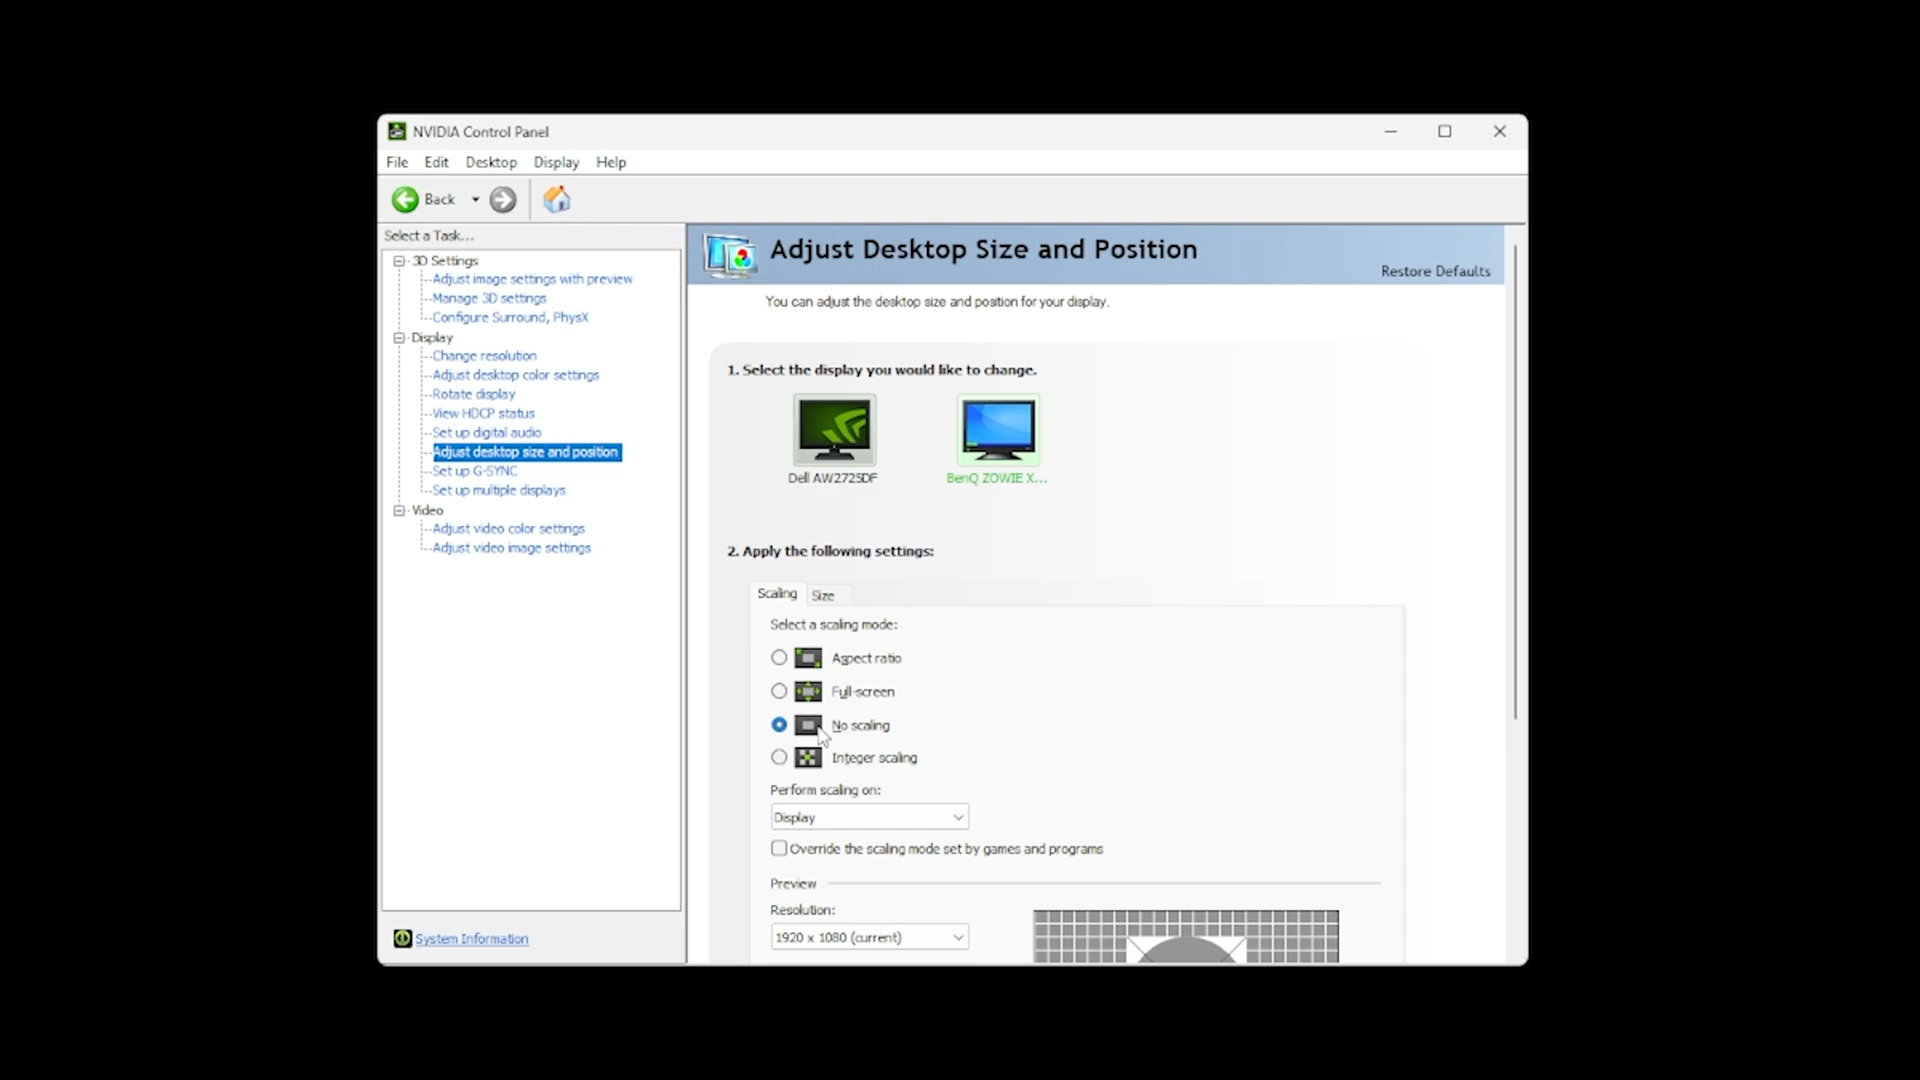 NVIDIA Control Panel
File Edit Desktop Display Help
Back
Select a Task...
3D Settings
Adjust image settings with preview
Manage 3D settings
Configure Surround, PhysX
Display
Change resolution
Adjust desktop color settings
Rotate display
View HDCP status
Set up digital audio
Adjust desktop size and position
Set up G-SYNC
Set up multiple displays
Video
Adjust video color settings
Adjust video image settings
System Information
Adjust Desktop Size and Position
Restore Defaults
You can adjust the desktop size and position for your display.
1. Select the display you would like to change.
Dell AW2725DF BenQ ZOWIE X...
2. Apply the following settings:
Scaling Size
Select a scaling mode:
Aspect ratio
Full-screen
No scaling
Integer scaling
Perform scaling on:
Display
Override the scaling mode set by games and programs
Preview
Resolution:
1920 x 1080 (current)